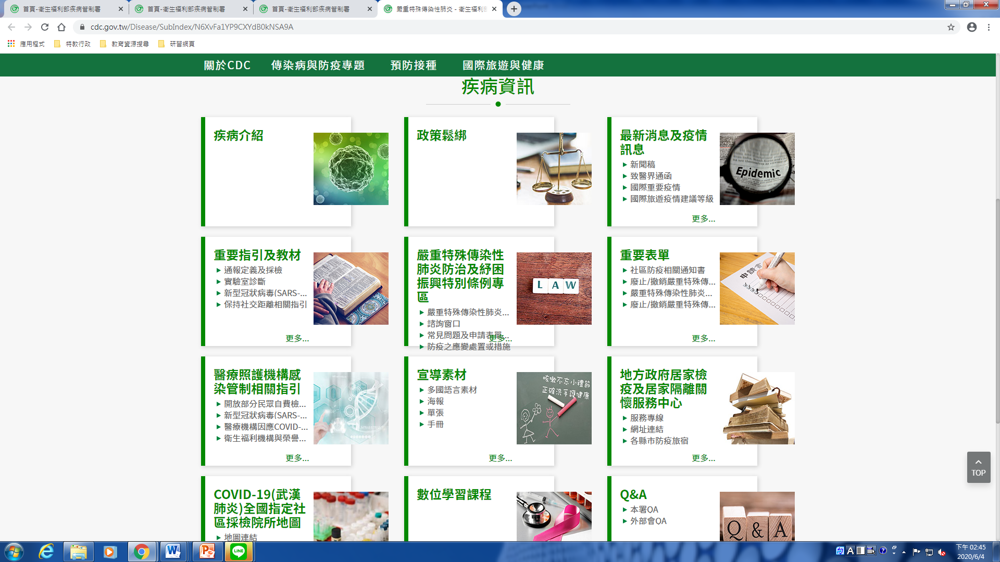 首頁-衛生福利部疾病管制署
首頁-衛生福利部疾病管制署
首頁-衛生福利部疾病管制署
嚴重特殊傳染性肺炎 - 衛生福利部
cdc.gov.tw/Disease/SubIndex/N6XvFa1YP9CXYdB0kNSA9A
應用程式 特教行政 教育資源搜尋 研習網頁
關於CDC 傳染病與防疫專題 預防接種 國際旅遊與健康
疾病資訊
疾病介紹
政策鬆綁
最新消息及疫情
訊息
新聞稿
致醫界通函
國際重要疫情
國際旅遊疫情建議等級
更多...
Epidemic
重要指引及教材
通報定義及採檢
實驗室診斷
新型冠狀病毒(SARS-...
保持社交距離相關指引
更多...
嚴重特殊傳染性
肺炎防治及紓困
振興特別條例專
區
嚴重特殊傳染性肺炎...
諮詢窗口
常見問題及申請表單...
更多...
防疫之應變處置或措施
LAW
重要表單
社區防疫相關通知書
廢止/撤銷嚴重特殊傳...
嚴重特殊傳染性肺炎...
廢止/撤銷嚴重特殊傳...
更多...
申請書
醫療照護機構感
染管制相關指引
開放部分民眾自費檢...
新型冠狀病毒(SARS-...
醫療機構因應COVID-...
衛生福利機構與榮譽...
更多...
宣導素材
多國語言素材
海報
單張
手冊
更多...
咳嗽不忘小禮節
正確洗手護健康
地方政府居家檢
疫及居家隔離關
懷服務中心
服務專線
網址連結
各縣市防疫旅宿
更多...
TOP
COVID-19(武漢
肺炎)全國指定社
區採檢院所地圖
地圖連結
數位學習課程
Q&A
本署QA
外部會QA
Q & A
LINE
下午 02:45
2020/6/4